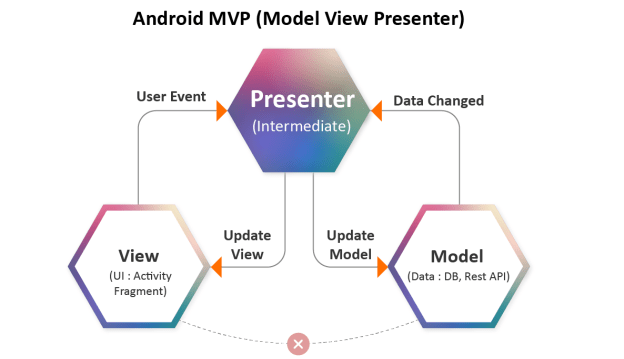 Android MVP (Model View Presenter)
User Event
Presenter
(Intermediate)
Data Changed
Update
View
Update
Model
View
(UI : Activity
Fragment)
Model
(Data : DB, Rest API)